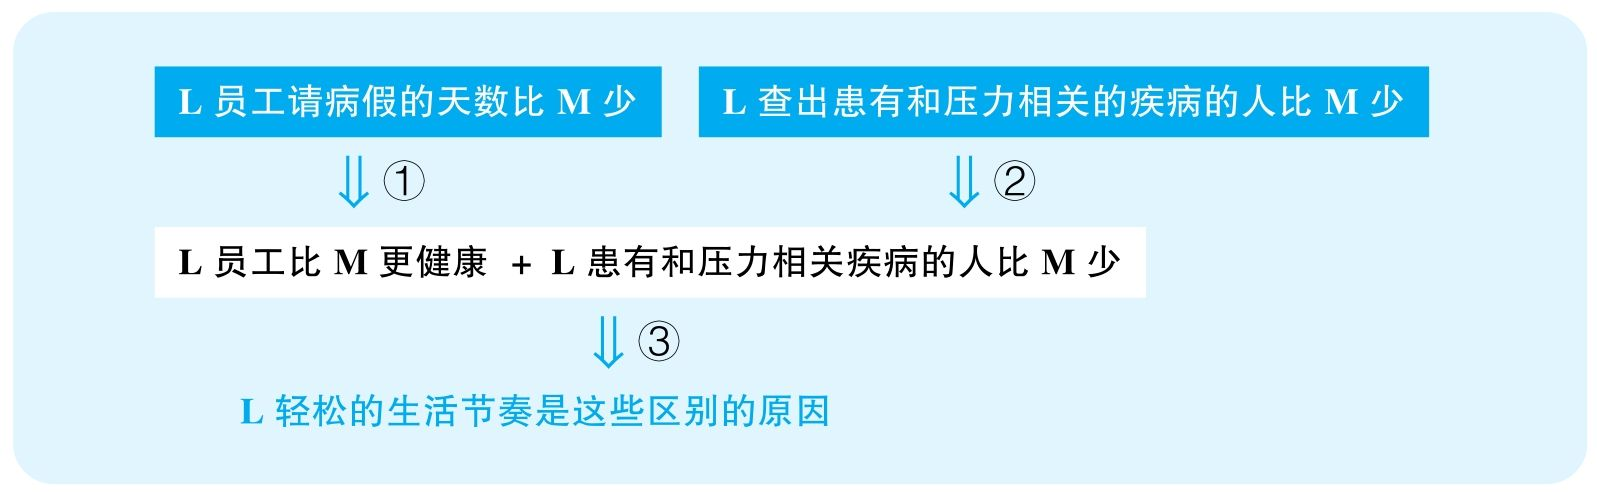 L 员工请病假的天数比 M 少 L 查出患有和压力相关的疾病的人比 M 少
⇓ ① ⇓ ②
L 员工比 M 更健康 + L 患有和压力相关疾病的人比 M 少
⇓ ③
L 轻松的生活节奏是这些区别的原因